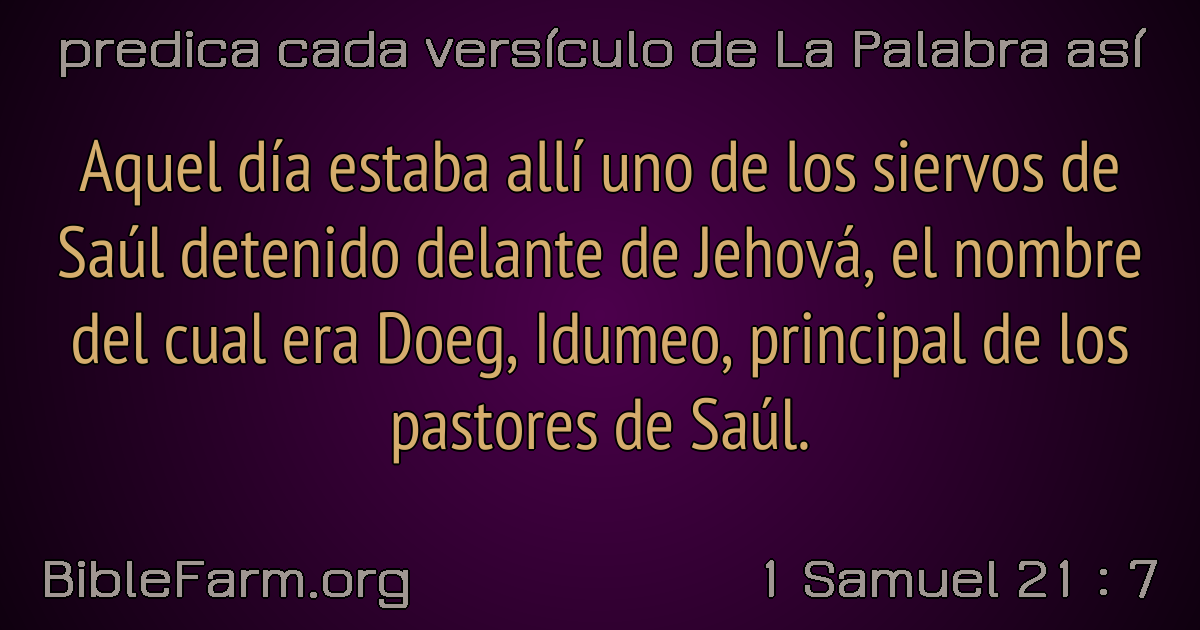 predica cada versículo de La Palabra así
Aquel día estaba allí uno de los siervos de
Saúl detenido delante de Jehová, el nombre
del cual era Doeg, Idumeo, principal de los
pastores de Saúl.
BibleFarm.org
1 Samuel 21 : 7